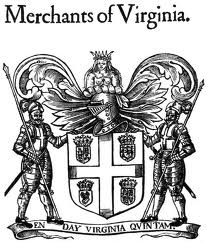 Merchants of Virginia.
EN DAY VIRGINIA QVINTAM